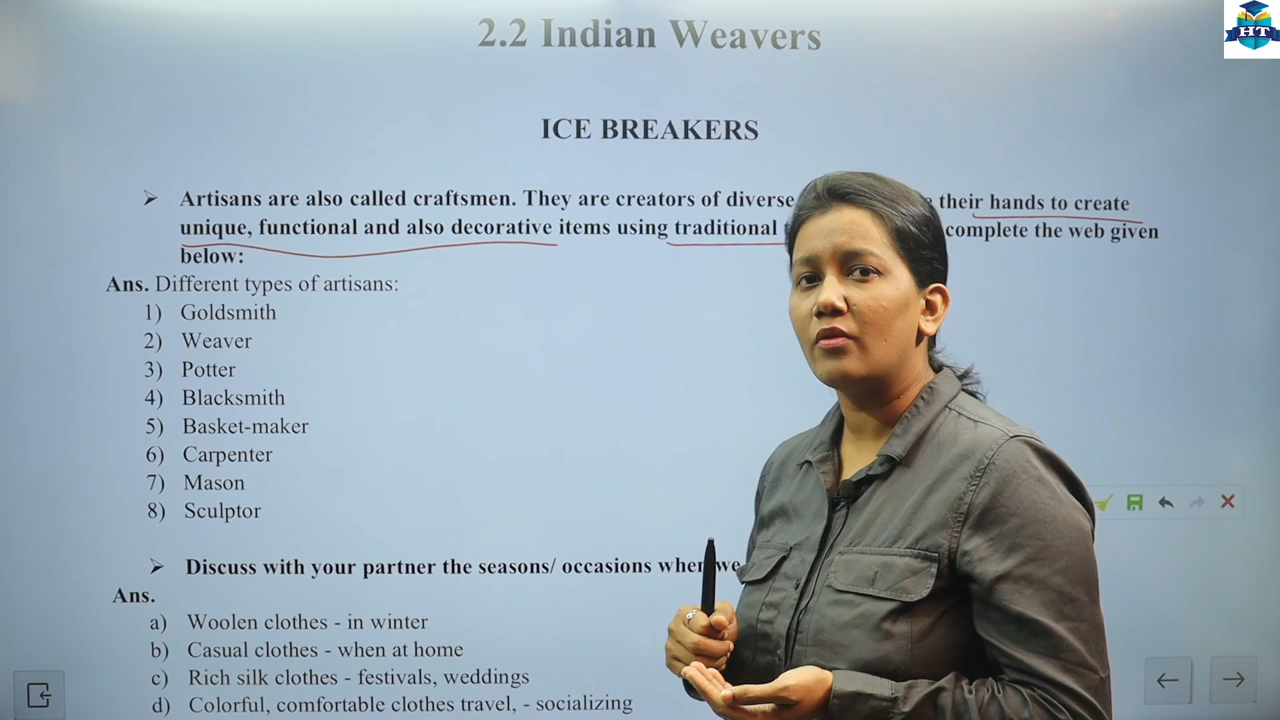 HT
2.2 Indian Weavers
ICE BREAKERS
➢ Artisans are also called craftsmen. They are creators of diverse their hands to create
unique, functional and also decorative items using traditional complete the web given
below:
Ans. Different types of artisans:
1) Goldsmith
2) Weaver
3) Potter
4) Blacksmith
5) Basket-maker
6) Carpenter
7) Mason
8) Sculptor
➢ Discuss with your partner the seasons/ occasions when we
Ans.
a) Woolen clothes - in winter
b) Casual clothes - when at home
c) Rich silk clothes - festivals, weddings
d) Colorful, comfortable clothes travel, - socializing